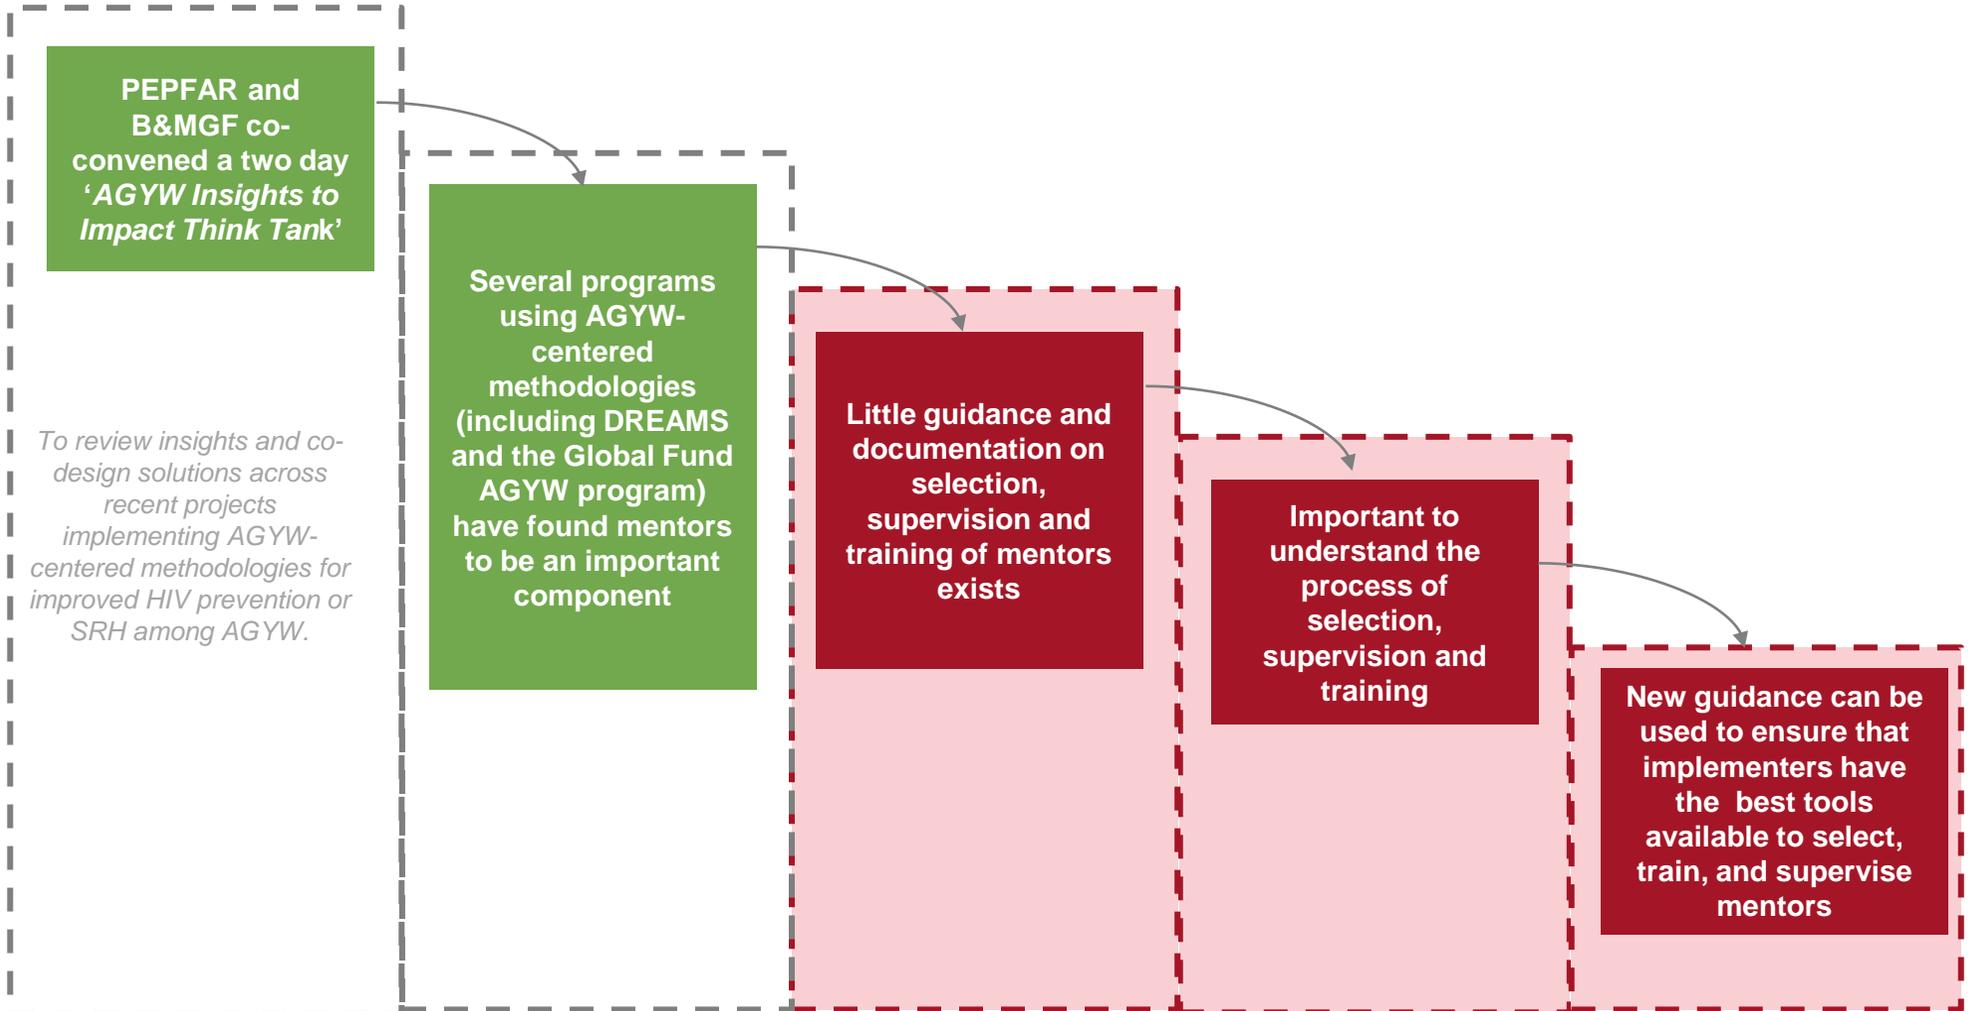 PEPFAR and
B&MGF co-
convened a two day
‘AGYW Insights to
Impact Think Tank’
To review insights and co-
design solutions across
recent projects
implementing AGYW-
centered methodologies for
improved HIV prevention or
SRH among AGYW.
Several programs
using AGYW-
centered
methodologies
(including DREAMS
and the Global Fund
AGYW program)
have found mentors
to be an important
component
Little guidance and
documentation on
selection,
supervision and
training of mentors
exists
Important to
understand the
process of
selection,
supervision and
training
New guidance can be
used to ensure that
implementers have
the  best tools
available to select,
train, and supervise
mentors